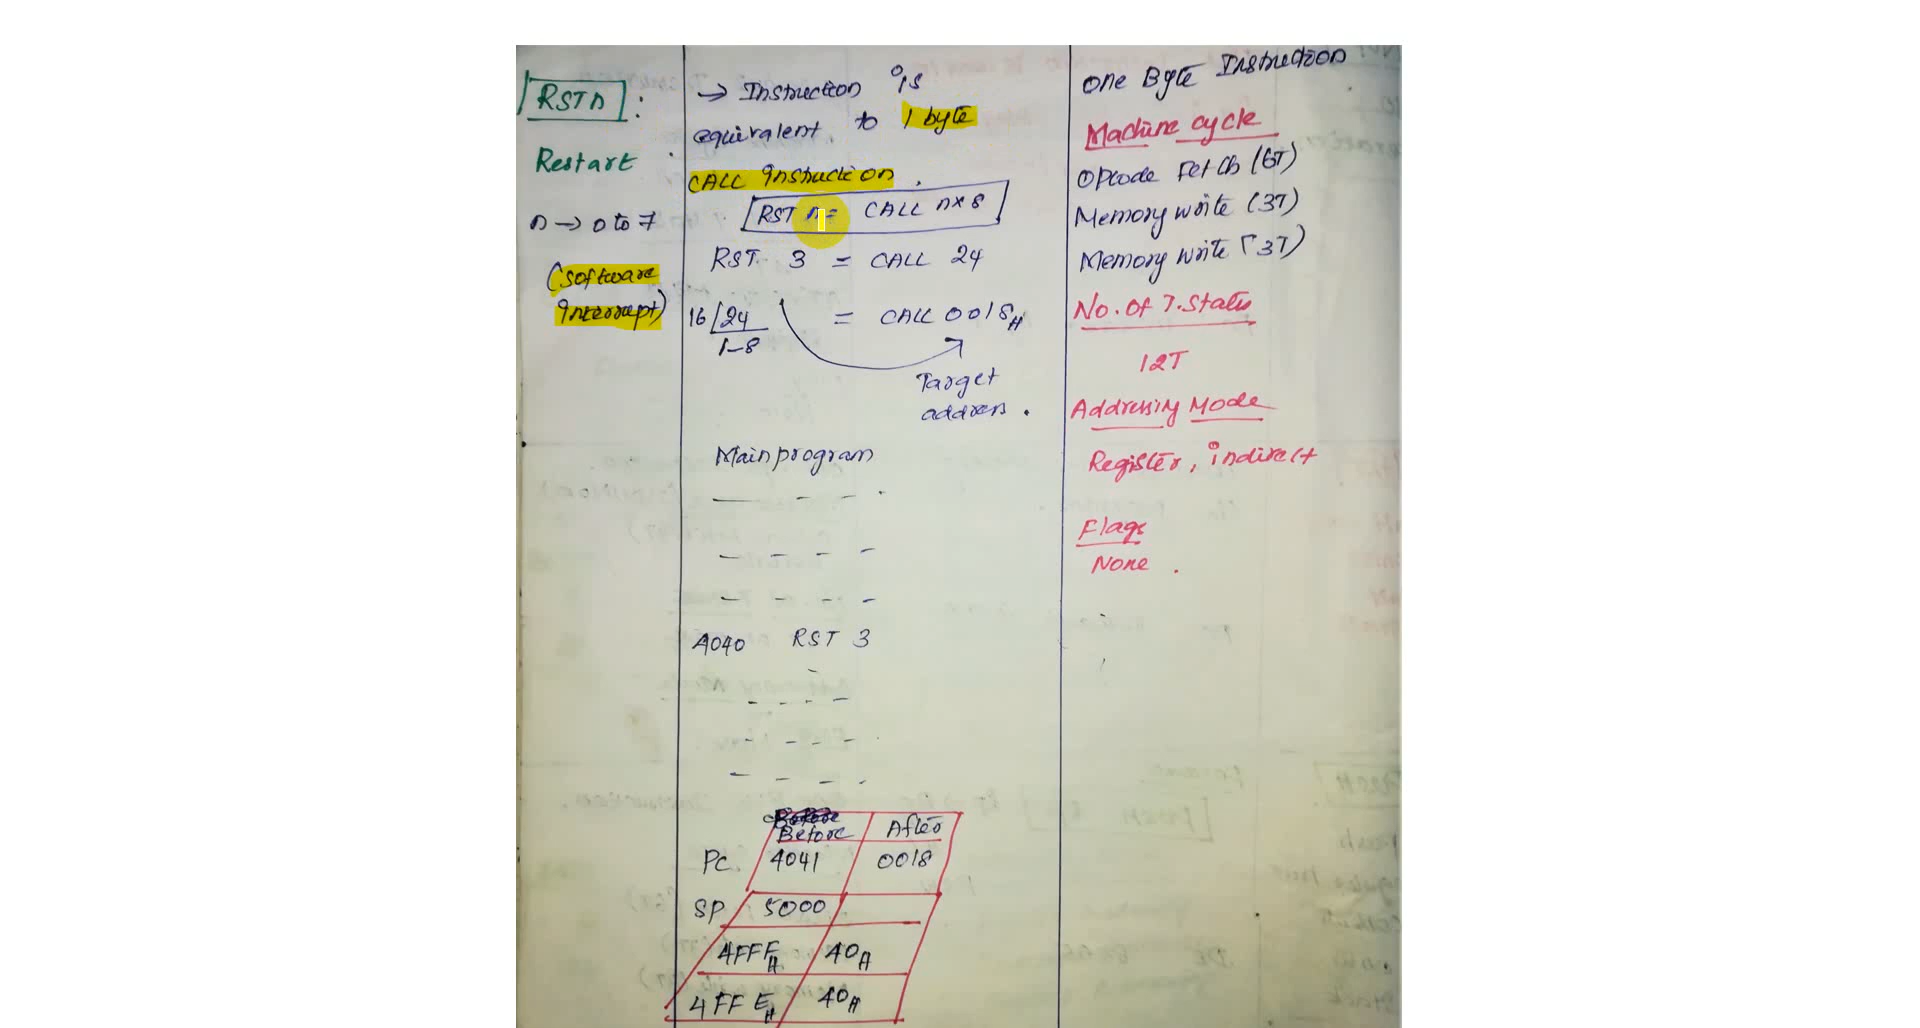 RSTn :
Restart
n → 0 to 7
(Software
Interrupt)
→ Instruction is
equivalent to 1 byte
CALL Instruction.
RST n = CALL n×8
RST 3 = CALL 24
16 24 = CALL 0018H
1-8
Target
address.
Main program
4040 RST 3
Before
After
PC 4041 0018
SP 5000
4FFFH 40H
4FFEH 40H
One Byte Instruction
Machine cycle
Opcode Fetch (6T)
Memory write (3T)
Memory write (3T)
No. of T. States
12T
Addressing Mode
Register, indirect
Flags
None.